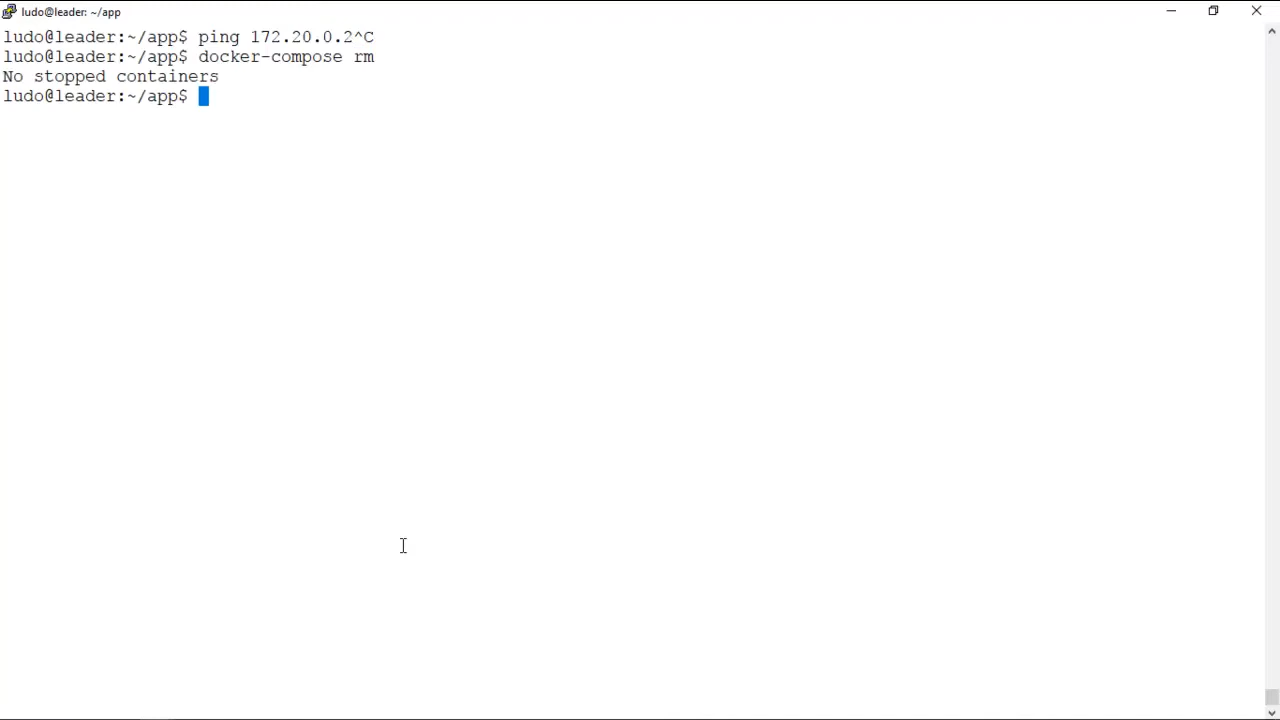 ludo@leader: ~/app
ludo@leader:~/app$ ping 172.20.0.2^C
ludo@leader:~/app$ docker-compose rm
No stopped containers
ludo@leader:~/app$